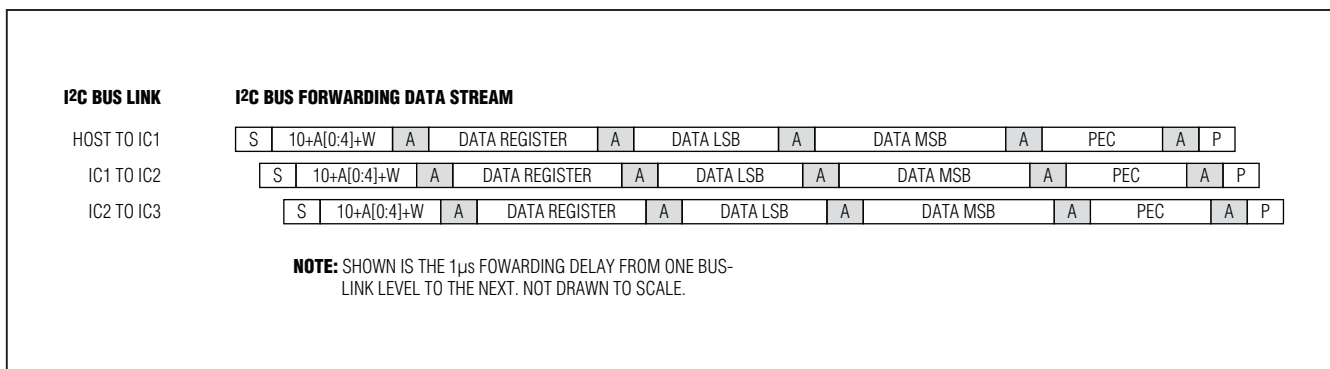 I2C BUS LINK I2C BUS FORWARDING DATA STREAM
HOST TO IC1 S 10+A[0:4]+W A DATA REGISTER A DATA LSB A DATA MSB A PEC A P
IC1 TO IC2 S 10+A[0:4]+W A DATA REGISTER A DATA LSB A DATA MSB A PEC A P
IC2 TO IC3 S 10+A[0:4]+W A DATA REGISTER A DATA LSB A DATA MSB A PEC A P
NOTE: SHOWN IS THE 1µs FOWARDING DELAY FROM ONE BUS-
LINK LEVEL TO THE NEXT. NOT DRAWN TO SCALE.